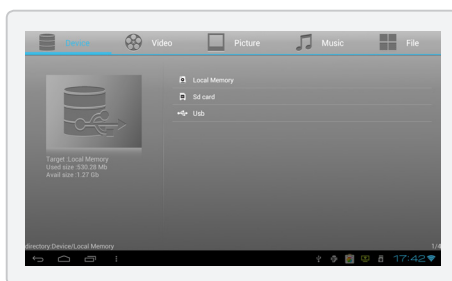 Device Video Picture Music File
Local Memory
Sd card
Usb
Target :Local Memory
Used size :530.28 Mb
Avail size :1.27 Gb
directory:Device/Local Memory 1/4
17:42